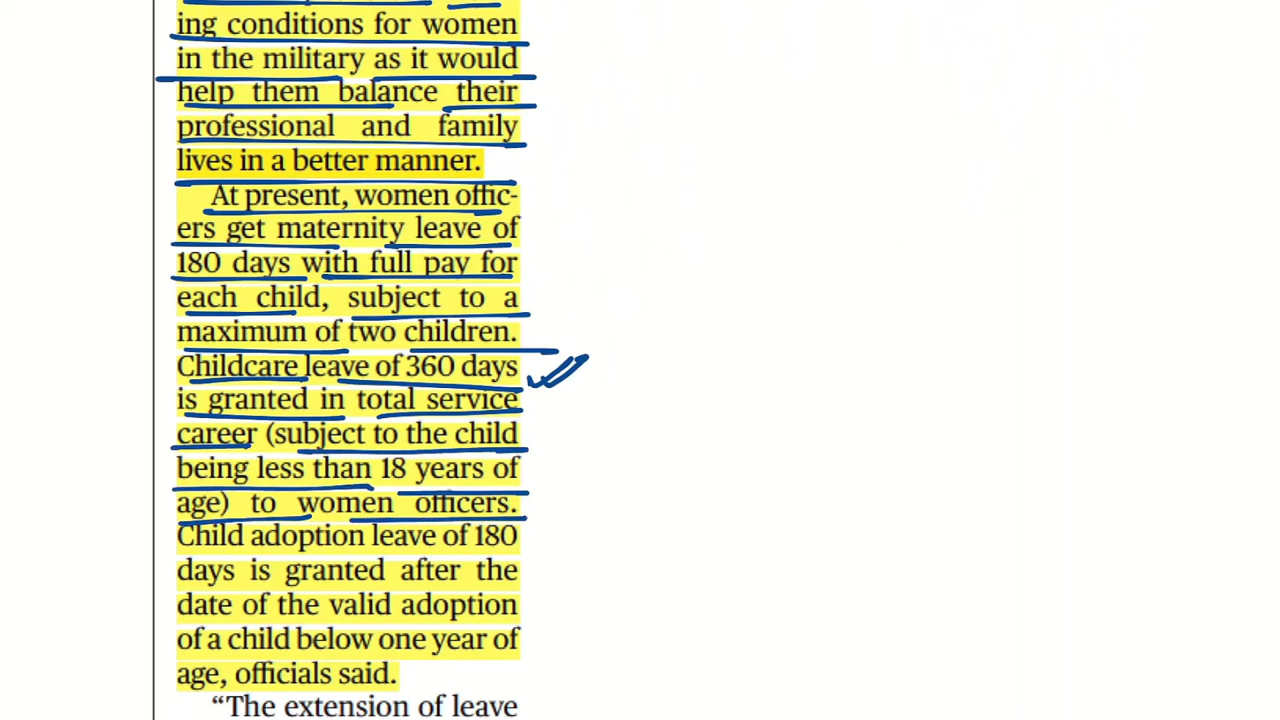 ing conditions for women
in the military as it would
help them balance their
professional and family
lives in a better manner.
At present, women offic-
ers get maternity leave of
180 days with full pay for
each child, subject to a
maximum of two children.
Childcare leave of 360 days
is granted in total service
career (subject to the child
being less than 18 years of
age) to women officers.
Child adoption leave of 180
days is granted after the
date of the valid adoption
of a child below one year of
age, officials said.
“The extension of leave